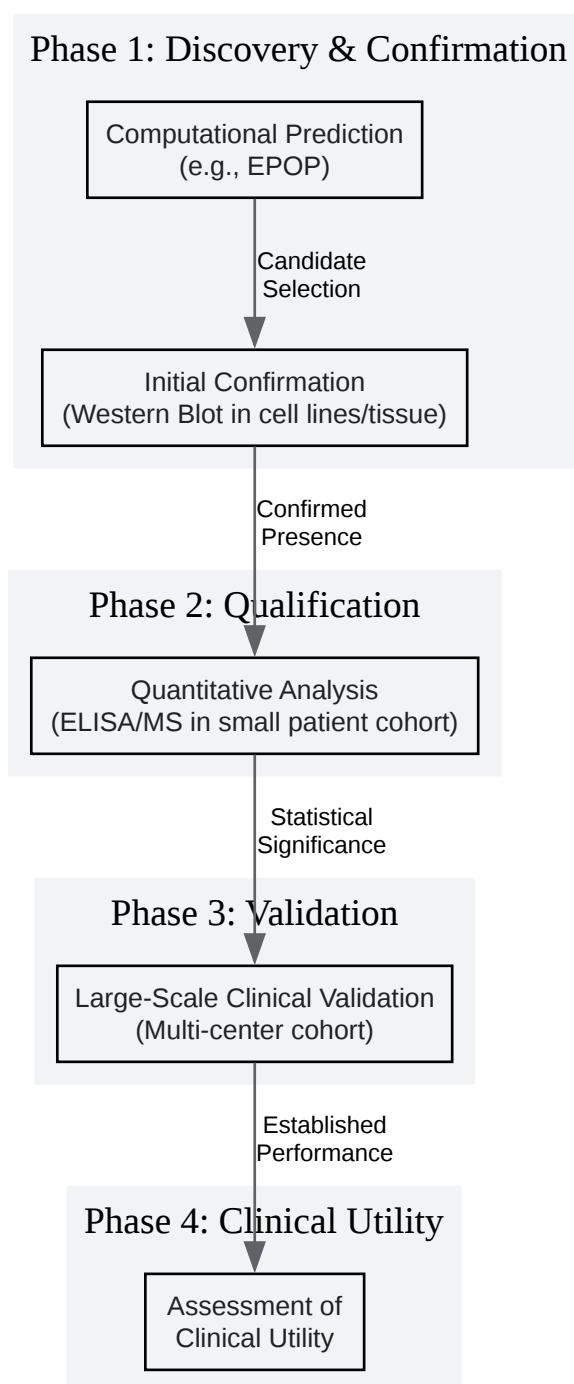 Phase 1: Discovery & Confirmation
Computational Prediction
(e.g., EPOP)
Candidate
Selection
Initial Confirmation
(Western Blot in cell lines/tissue)
Confirmed
Presence
Phase 2: Qualification
Quantitative Analysis
(ELISA/MS in small patient cohort)
Statistical
Significance
Phase 3: Validation
Large-Scale Clinical Validation
(Multi-center cohort)
Established
Performance
Phase 4: Clinical Utility
Assessment of
Clinical Utility